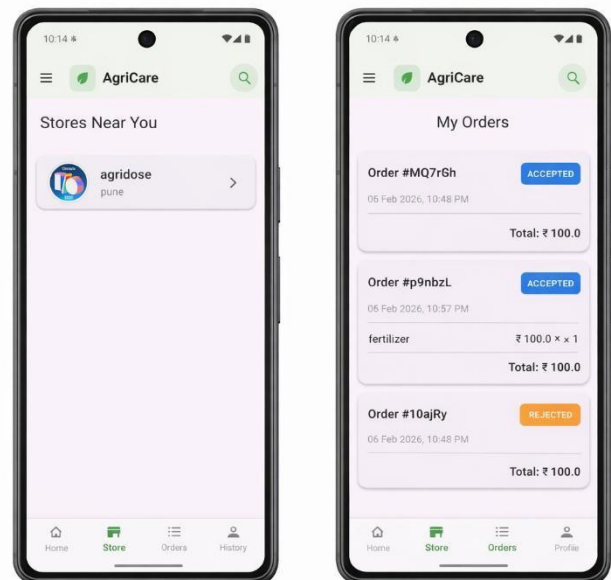 10:14
AgriCare
Stores Near You
agridose
pune
Home
Store
Orders
History
10:14
AgriCare
My Orders
Order #MQ7rGh
ACCEPTED
06 Feb 2026, 10:48 PM
Total: ₹ 100.0
Order #p9nbzL
ACCEPTED
06 Feb 2026, 10:57 PM
fertilizer
₹ 100.0 × x 1
Total: ₹ 100.0
Order #10ajRy
REJECTED
06 Feb 2026, 10:48 PM
Total: ₹ 100.0
Home
Store
Orders
Profile